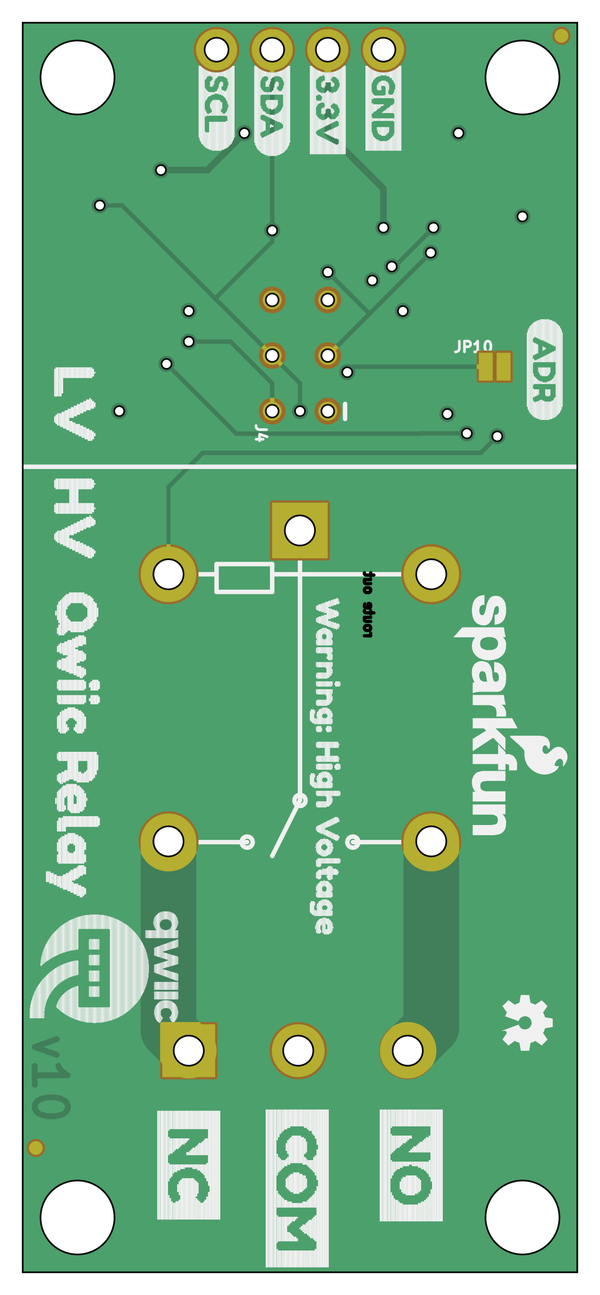 SCL
SDA
3.3V
GND
JP10
ADR
J4
LV
HV
Qwiic Relay
Warning: High Voltage
sparkfun
qwiic
v10
NC
COM
NO